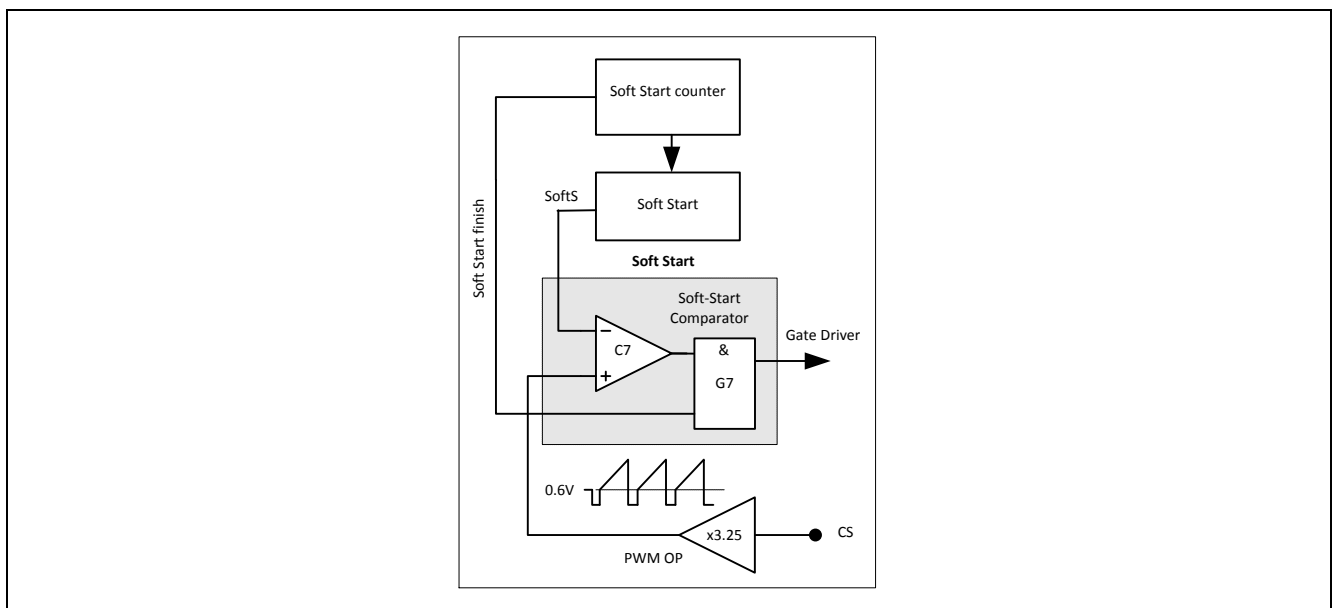 Soft Start counter
SoftS
Soft Start
Soft Start finish
Soft Start
Soft-Start
Comparator
Gate Driver
−
C7
+
&
G7
0.6V
x3.25
CS
PWM OP